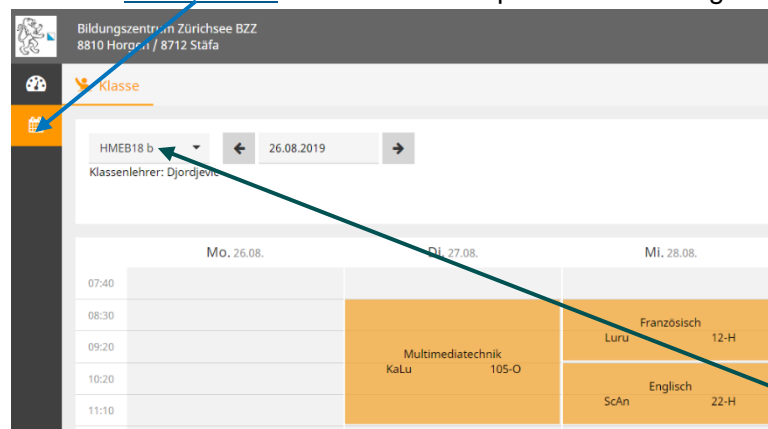 Bildungszentrum Zürichsee BZZ
8810 Horgen / 8712 Stäfa
Klasse
HMEB18 b 26.08.2019
Klassenlehrer: Djordjevic
Mo. 26.08. Di. 27.08. Mi. 28.08.
07:40
08:30
Französisch
Luru 12-H
09:20
Multimediatechnik
KaLu 105-O
10:20
Englisch
ScAn 22-H
11:10